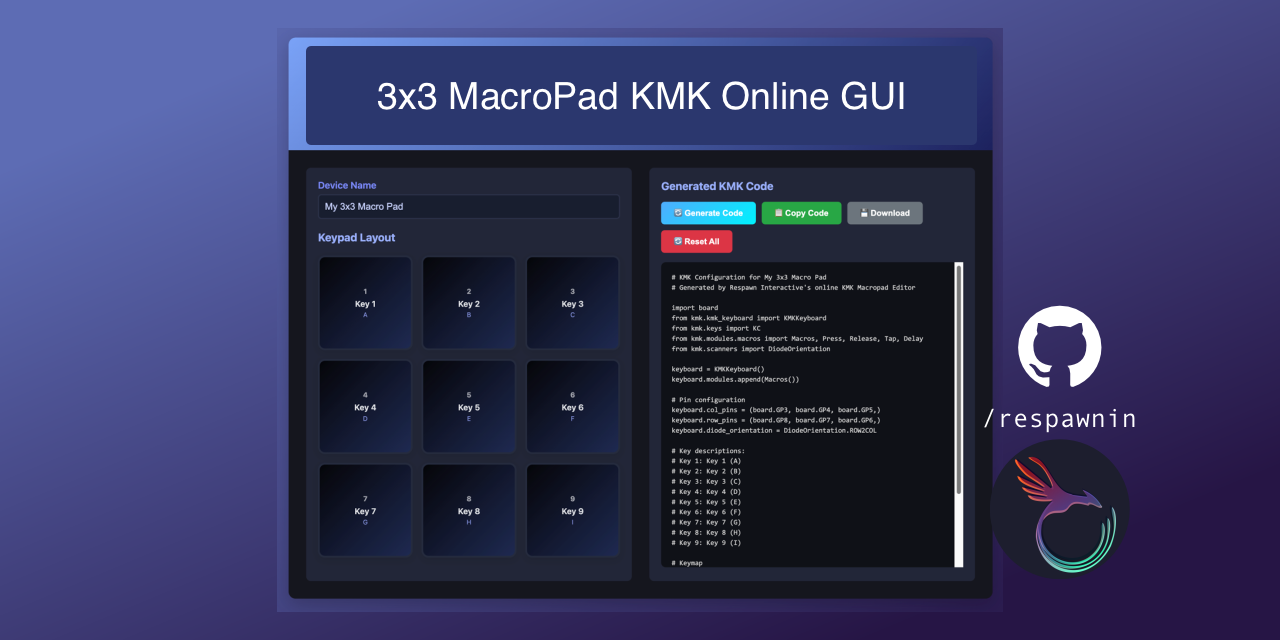 3x3 MacroPad KMK Online GUI
Device Name
My 3x3 Macro Pad
Keypad Layout
1
Key 1
A
2
Key 2
B
3
Key 3
C
4
Key 4
D
5
Key 5
E
6
Key 6
F
7
Key 7
G
8
Key 8
H
9
Key 9
I
Generated KMK Code
Generate Code
Copy Code
Download
Reset All
# KMK Configuration for My 3x3 Macro Pad
# Generated by Respawn Interactive's online KMK Macropad Editor
import board
from kmk.kmk_keyboard import KMKKeyboard
from kmk.keys import KC
from kmk.modules.macros import Macros, Press, Release, Tap, Delay
from kmk.scanners import DiodeOrientation
keyboard = KMKKeyboard()
keyboard.modules.append(Macros())
# Pin configuration
keyboard.col_pins = (board.GP3, board.GP4, board.GP5,)
keyboard.row_pins = (board.GP8, board.GP7, board.GP6,)
keyboard.diode_orientation = DiodeOrientation.ROW2COL
# Key descriptions:
# Key 1: Key 1 (A)
# Key 2: Key 2 (B)
# Key 3: Key 3 (C)
# Key 4: Key 4 (D)
# Key 5: Key 5 (E)
# Key 6: Key 6 (F)
# Key 7: Key 7 (G)
# Key 8: Key 8 (H)
# Key 9: Key 9 (I)
# Keymap
/respawnin